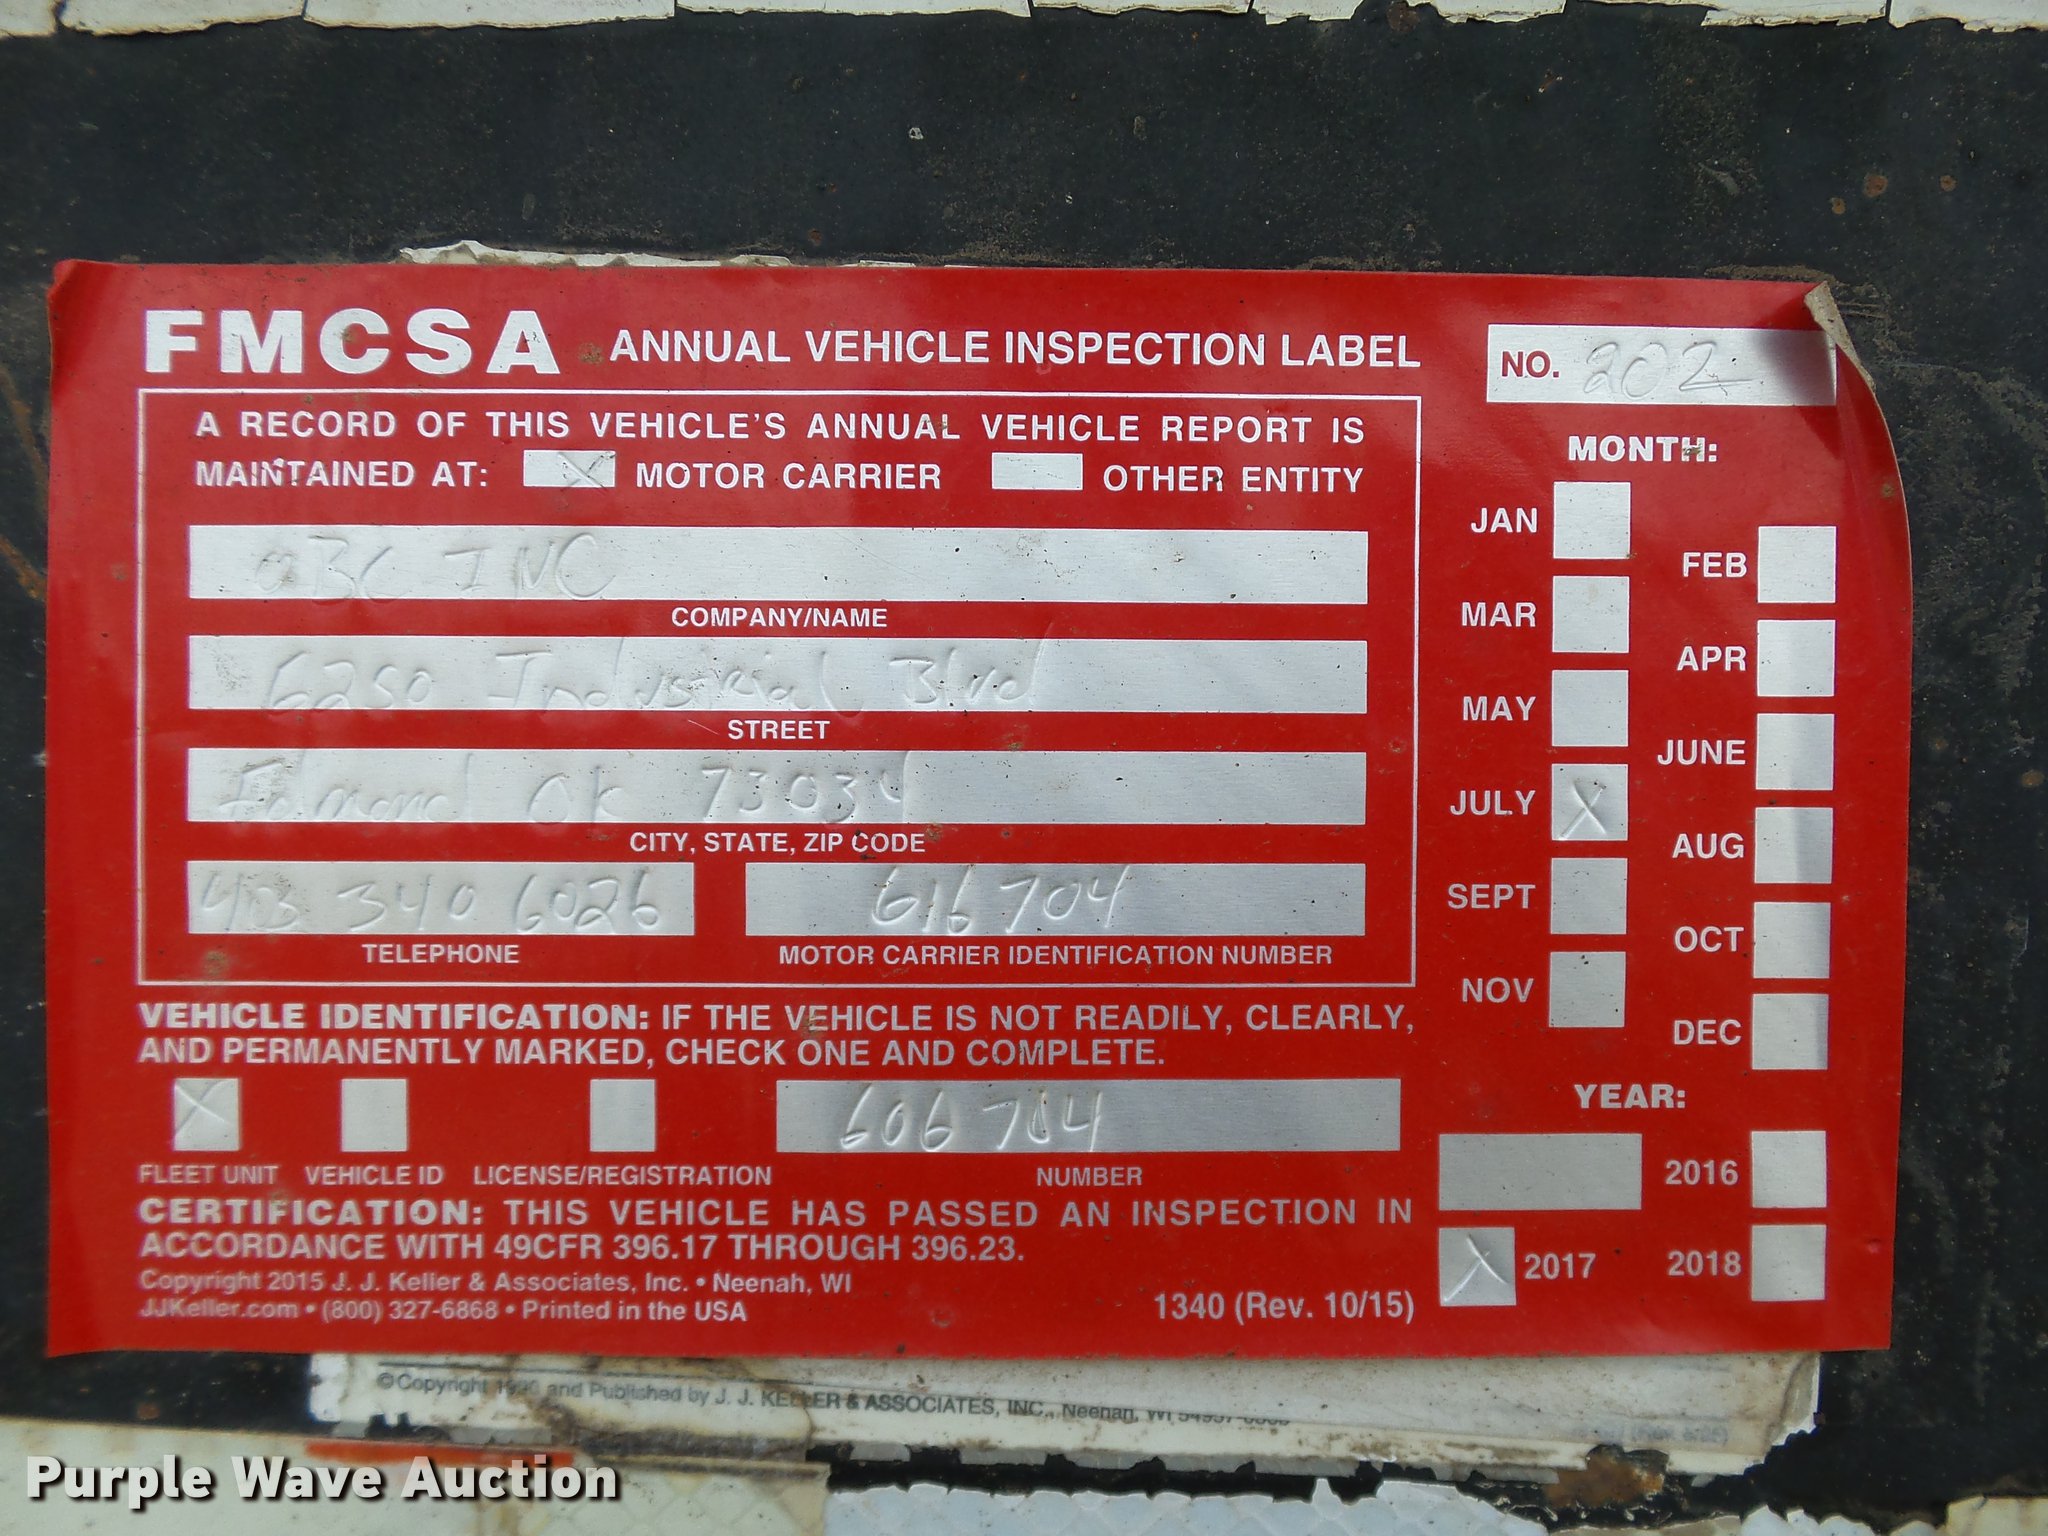 FMCSA ANNUAL VEHICLE INSPECTION LABEL
NO. 202
A RECORD OF THIS VEHICLE'S ANNUAL VEHICLE REPORT IS
MAINTAINED AT: X MOTOR CARRIER OTHER ENTITY
OBC INC
COMPANY/NAME
6250 Industrial Blvd
STREET
Edmond OK 73034
CITY, STATE, ZIP CODE
403 340 6026
TELEPHONE
616704
MOTOR CARRIER IDENTIFICATION NUMBER
VEHICLE IDENTIFICATION: IF THE VEHICLE IS NOT READILY, CLEARLY,
AND PERMANENTLY MARKED, CHECK ONE AND COMPLETE.
X
606704
FLEET UNIT VEHICLE ID LICENSE/REGISTRATION NUMBER
CERTIFICATION: THIS VEHICLE HAS PASSED AN INSPECTION IN
ACCORDANCE WITH 49CFR 396.17 THROUGH 396.23.
Copyright 2015 J. J. Keller & Associates, Inc. • Neenah, WI
JJKeller.com • (800) 327-6868 • Printed in the USA
1340 (Rev. 10/15)
MONTH:
JAN
FEB
MAR
APR
MAY
JUNE
JULY X
AUG
SEPT
OCT
NOV
DEC
YEAR:
2016
X 2017
2018
©Copyright and Published by J. J. KELLER & ASSOCIATES, INC., Neenah, WI
Purple Wave Auction